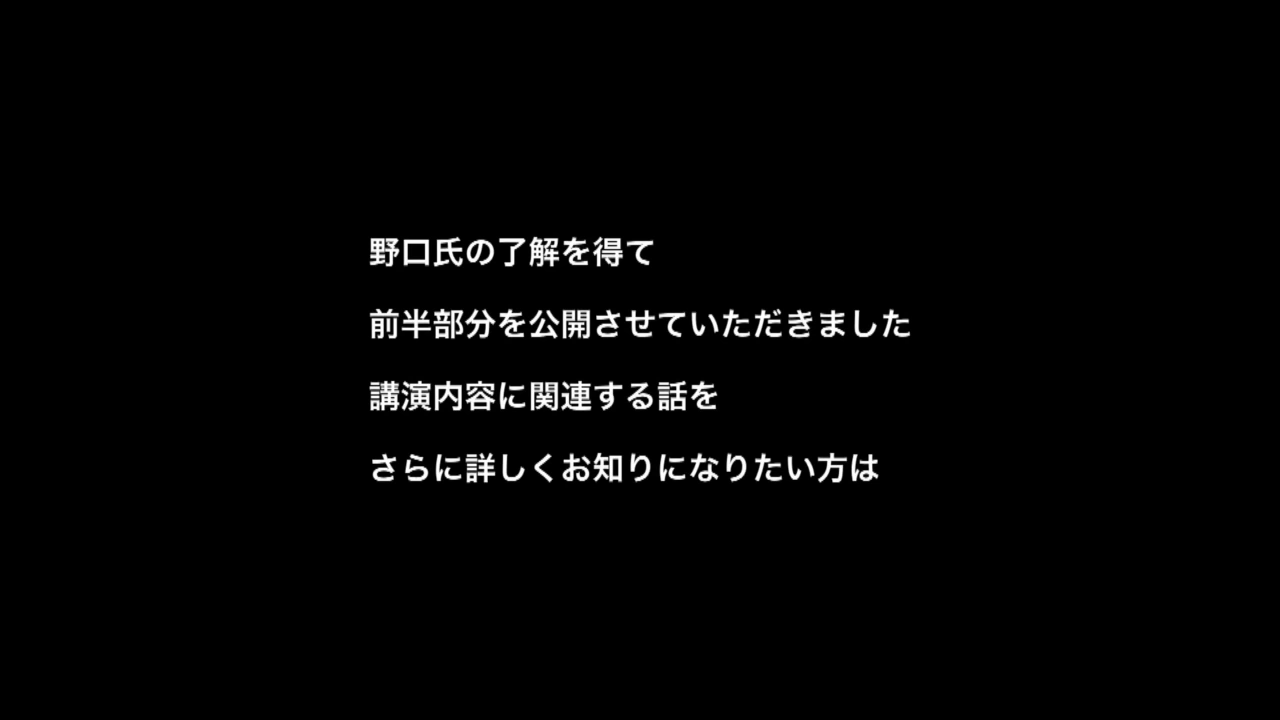 野口氏の了解を得て
前半部分を公開させていただきました
講演内容に関連する話を
さらに詳しくお知りになりたい方は